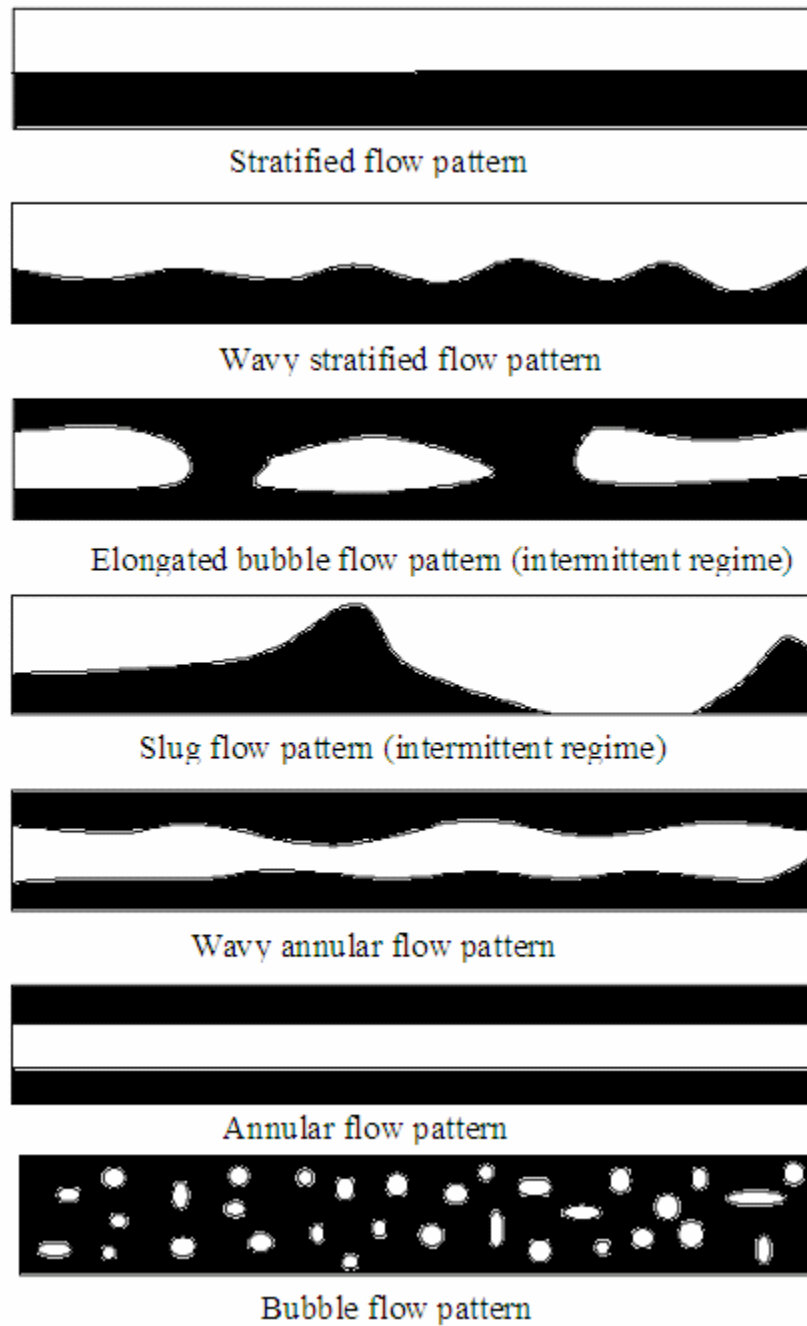 Stratified flow pattern
Wavy stratified flow pattern
Elongated bubble flow pattern (intermittent regime)
Slug flow pattern (intermittent regime)
Wavy annular flow pattern
Annular flow pattern
Bubble flow pattern